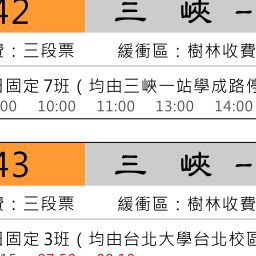 42 三 峽 -
費：三段票 緩衝區：樹林收費
日固定 7班（均由三峽一站學成路停
00 10:00 11:00 12:00 13:00 14:00
43 三 峽 -
費：三段票 緩衝區：樹林收費
日固定 3班（均由台北大學台北校區